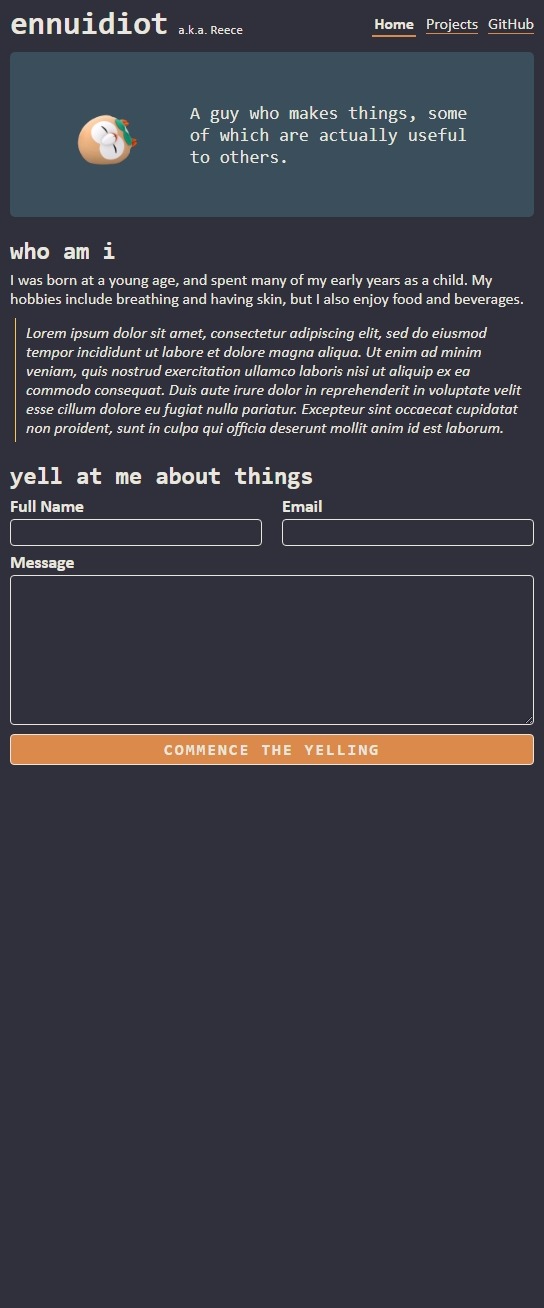 ennuidiot a.k.a. Reece Home Projects GitHub
A guy who makes things, some
of which are actually useful
to others.
who am i
I was born at a young age, and spent many of my early years as a child. My
hobbies include breathing and having skin, but I also enjoy food and beverages.
Lorem ipsum dolor sit amet, consectetur adipiscing elit, sed do eiusmod
tempor incididunt ut labore et dolore magna aliqua. Ut enim ad minim
veniam, quis nostrud exercitation ullamco laboris nisi ut aliquip ex ea
commodo consequat. Duis aute irure dolor in reprehenderit in voluptate velit
esse cillum dolore eu fugiat nulla pariatur. Excepteur sint occaecat cupidatat
non proident, sunt in culpa qui officia deserunt mollit anim id est laborum.
yell at me about things
Full Name Email
Message
COMMENCE THE YELLING